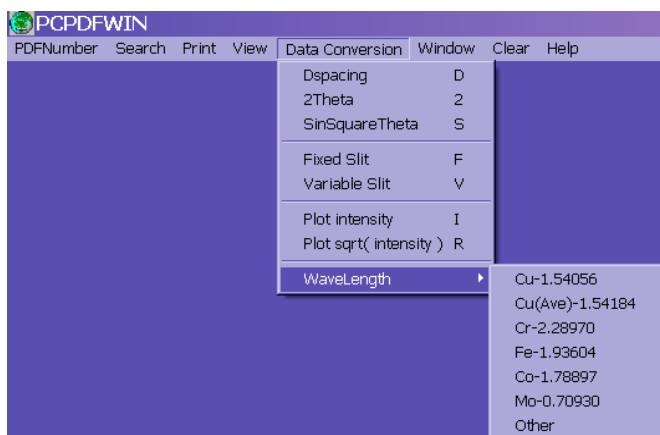 PCPDFWIN
PDFNumber Search Print View Data Conversion Window Clear Help
Dspacing D
2Theta 2
SinSquareTheta S
Fixed Slit F
Variable Slit V
Plot intensity I
Plot sqrt( intensity ) R
WaveLength
Cu-1.54056
Cu(Ave)-1.54184
Cr-2.28970
Fe-1.93604
Co-1.78897
Mo-0.70930
Other